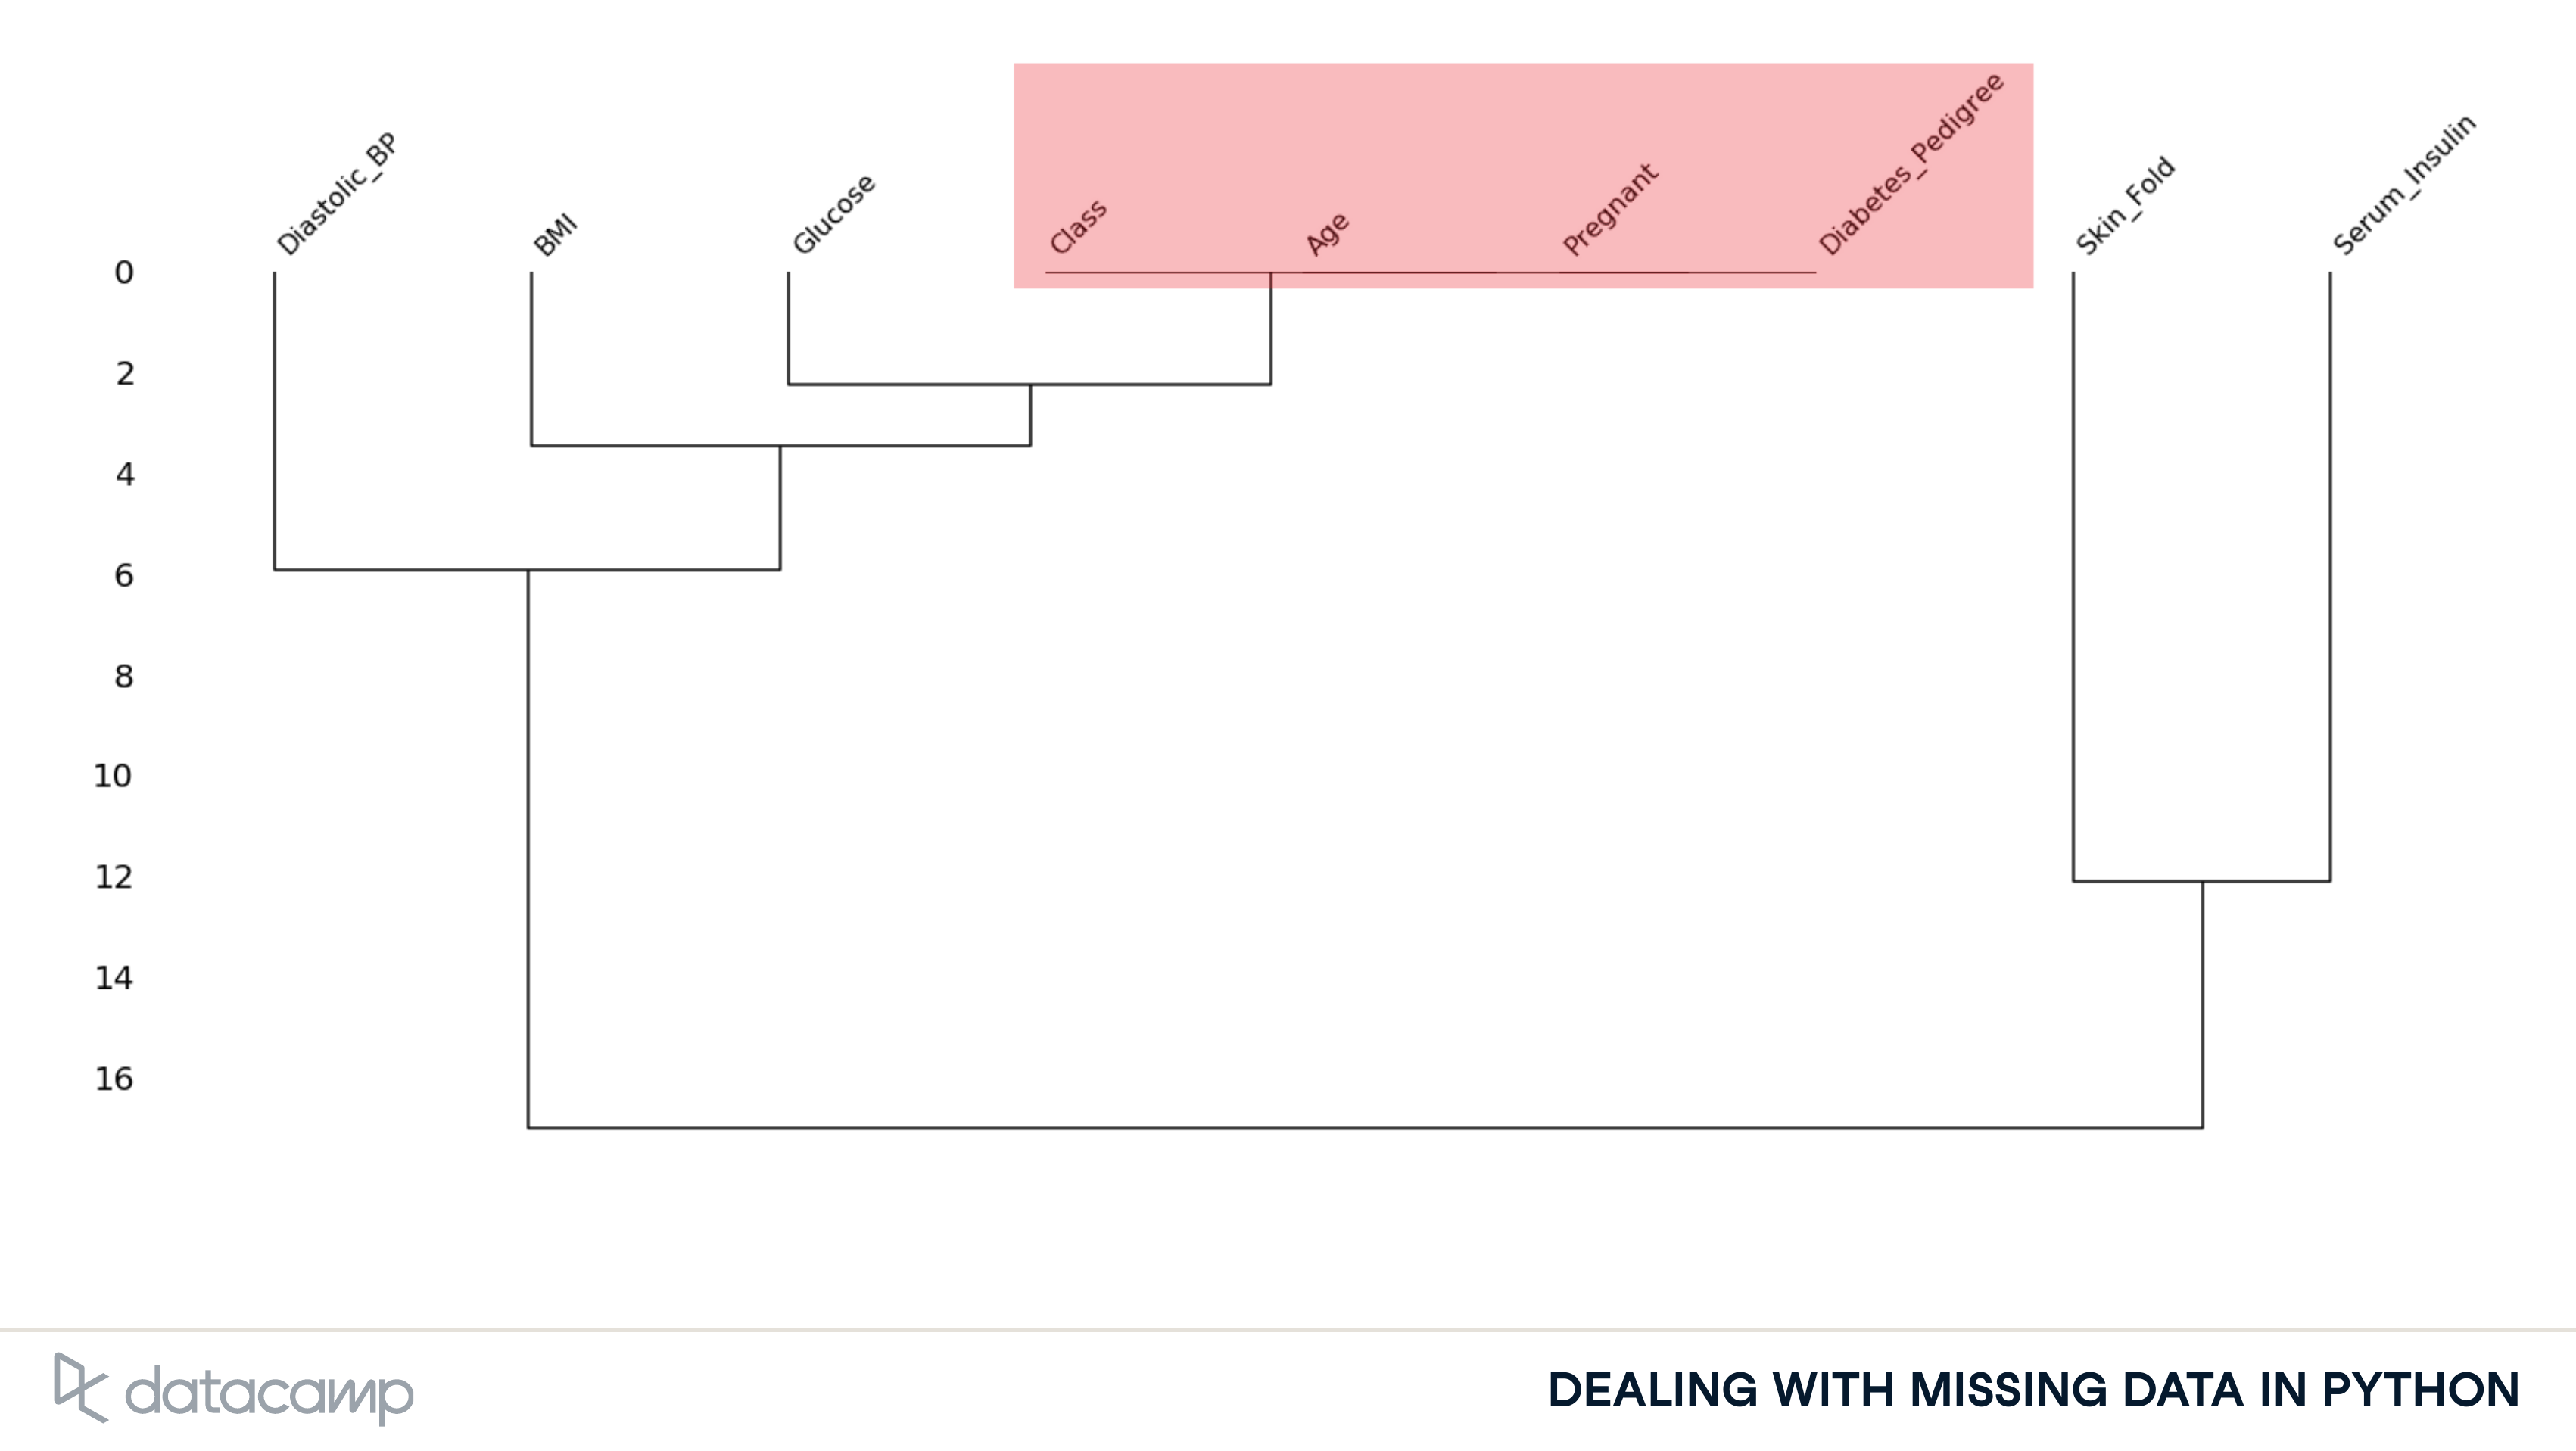 Diastolic_BP
BMI
Glucose
Class
Age
Pregnant
Diabetes_Pedigree
Skin_Fold
Serum_Insulin
0
2
4
6
8
10
12
14
16
datacamp
DEALING WITH MISSING DATA IN PYTHON